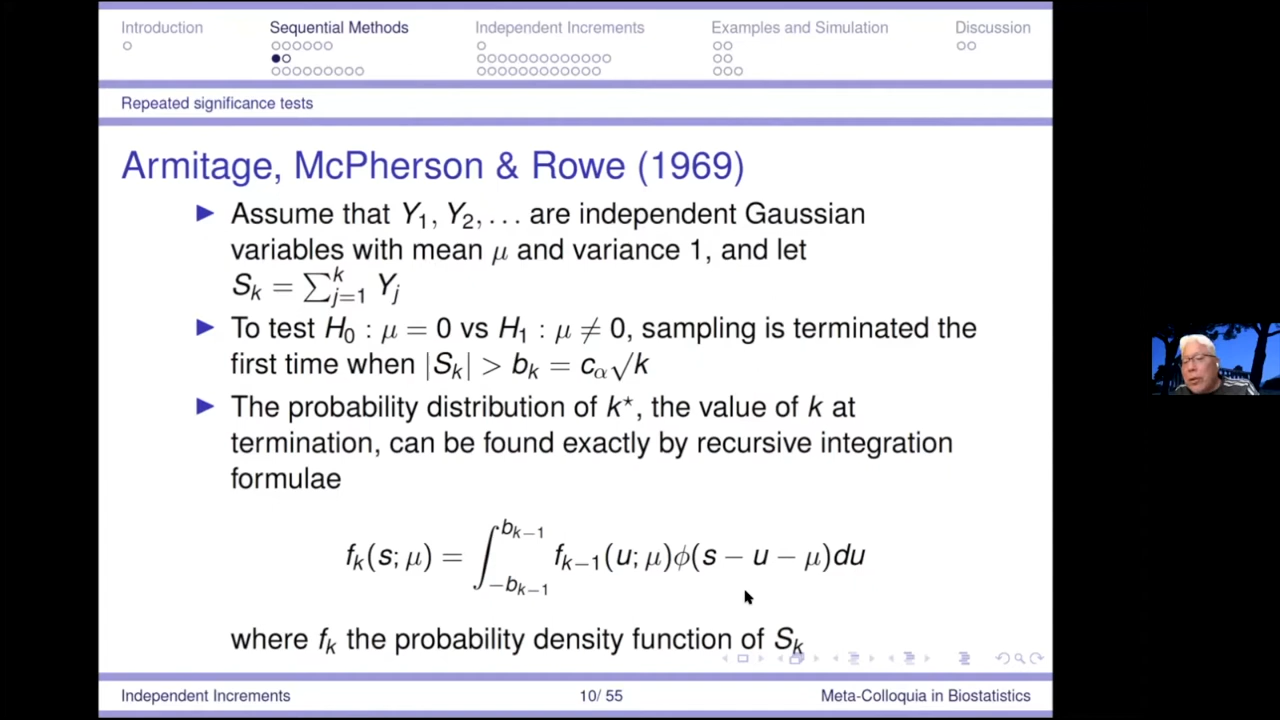 Introduction Sequential Methods Independent Increments Examples and Simulation Discussion
Repeated significance tests
Armitage, McPherson & Rowe (1969)
Assume that Y₁, Y₂, … are independent Gaussian
variables with mean μ and variance 1, and let
Sₖ = ∑ᵏⱼ₌₁ Yⱼ
To test H₀ : μ = 0 vs H₁ : μ ≠ 0, sampling is terminated the
first time when |Sₖ| > bₖ = c_α√k
The probability distribution of k⋆, the value of k at
termination, can be found exactly by recursive integration
formulae
fₖ(s; μ) = ∫_{−bₖ₋₁}^{bₖ₋₁} fₖ₋₁(u; μ)ϕ(s − u − μ)du
where fₖ the probability density function of Sₖ
Independent Increments 10/ 55 Meta-Colloquia in Biostatistics